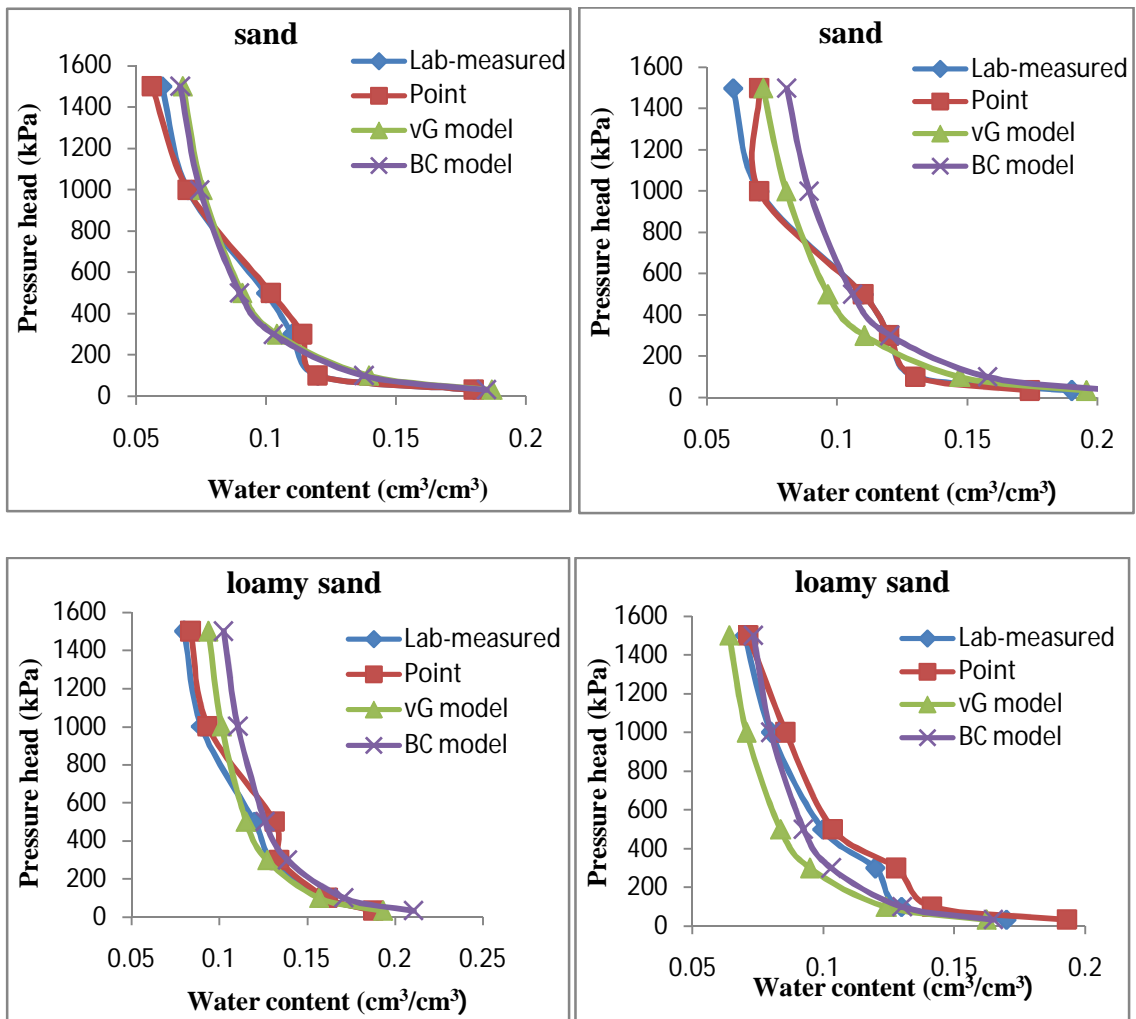 sand
Lab-measured
Point
vG model
BC model
Pressure head (kPa)
1600
1400
1200
1000
800
600
400
200
0
0.05 0.1 0.15 0.2
Water content (cm³/cm³)
sand
Lab-measured
Point
vG model
BC model
Pressure head (kPa)
1600
1400
1200
1000
800
600
400
200
0
0.05 0.1 0.15 0.2
Water content (cm³/cm³)
loamy sand
Lab-measured
Point
vG model
BC model
Pressure head (kPa)
1600
1400
1200
1000
800
600
400
200
0
0.05 0.1 0.15 0.2 0.25
Water content (cm³/cm³)
loamy sand
Lab-measured
Point
vG model
BC model
Pressure head (kPa)
1600
1400
1200
1000
800
600
400
200
0
0.05 0.1 0.15 0.2
Water content (cm³/cm³)